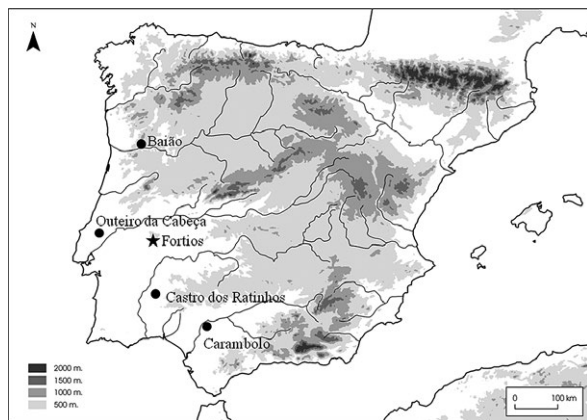 N
Baião
Outeiro da Cabeça
Fortios
Castro dos Ratinhos
Carambolo
2000 m.
1500 m.
1000 m.
500 m.
0 100 km